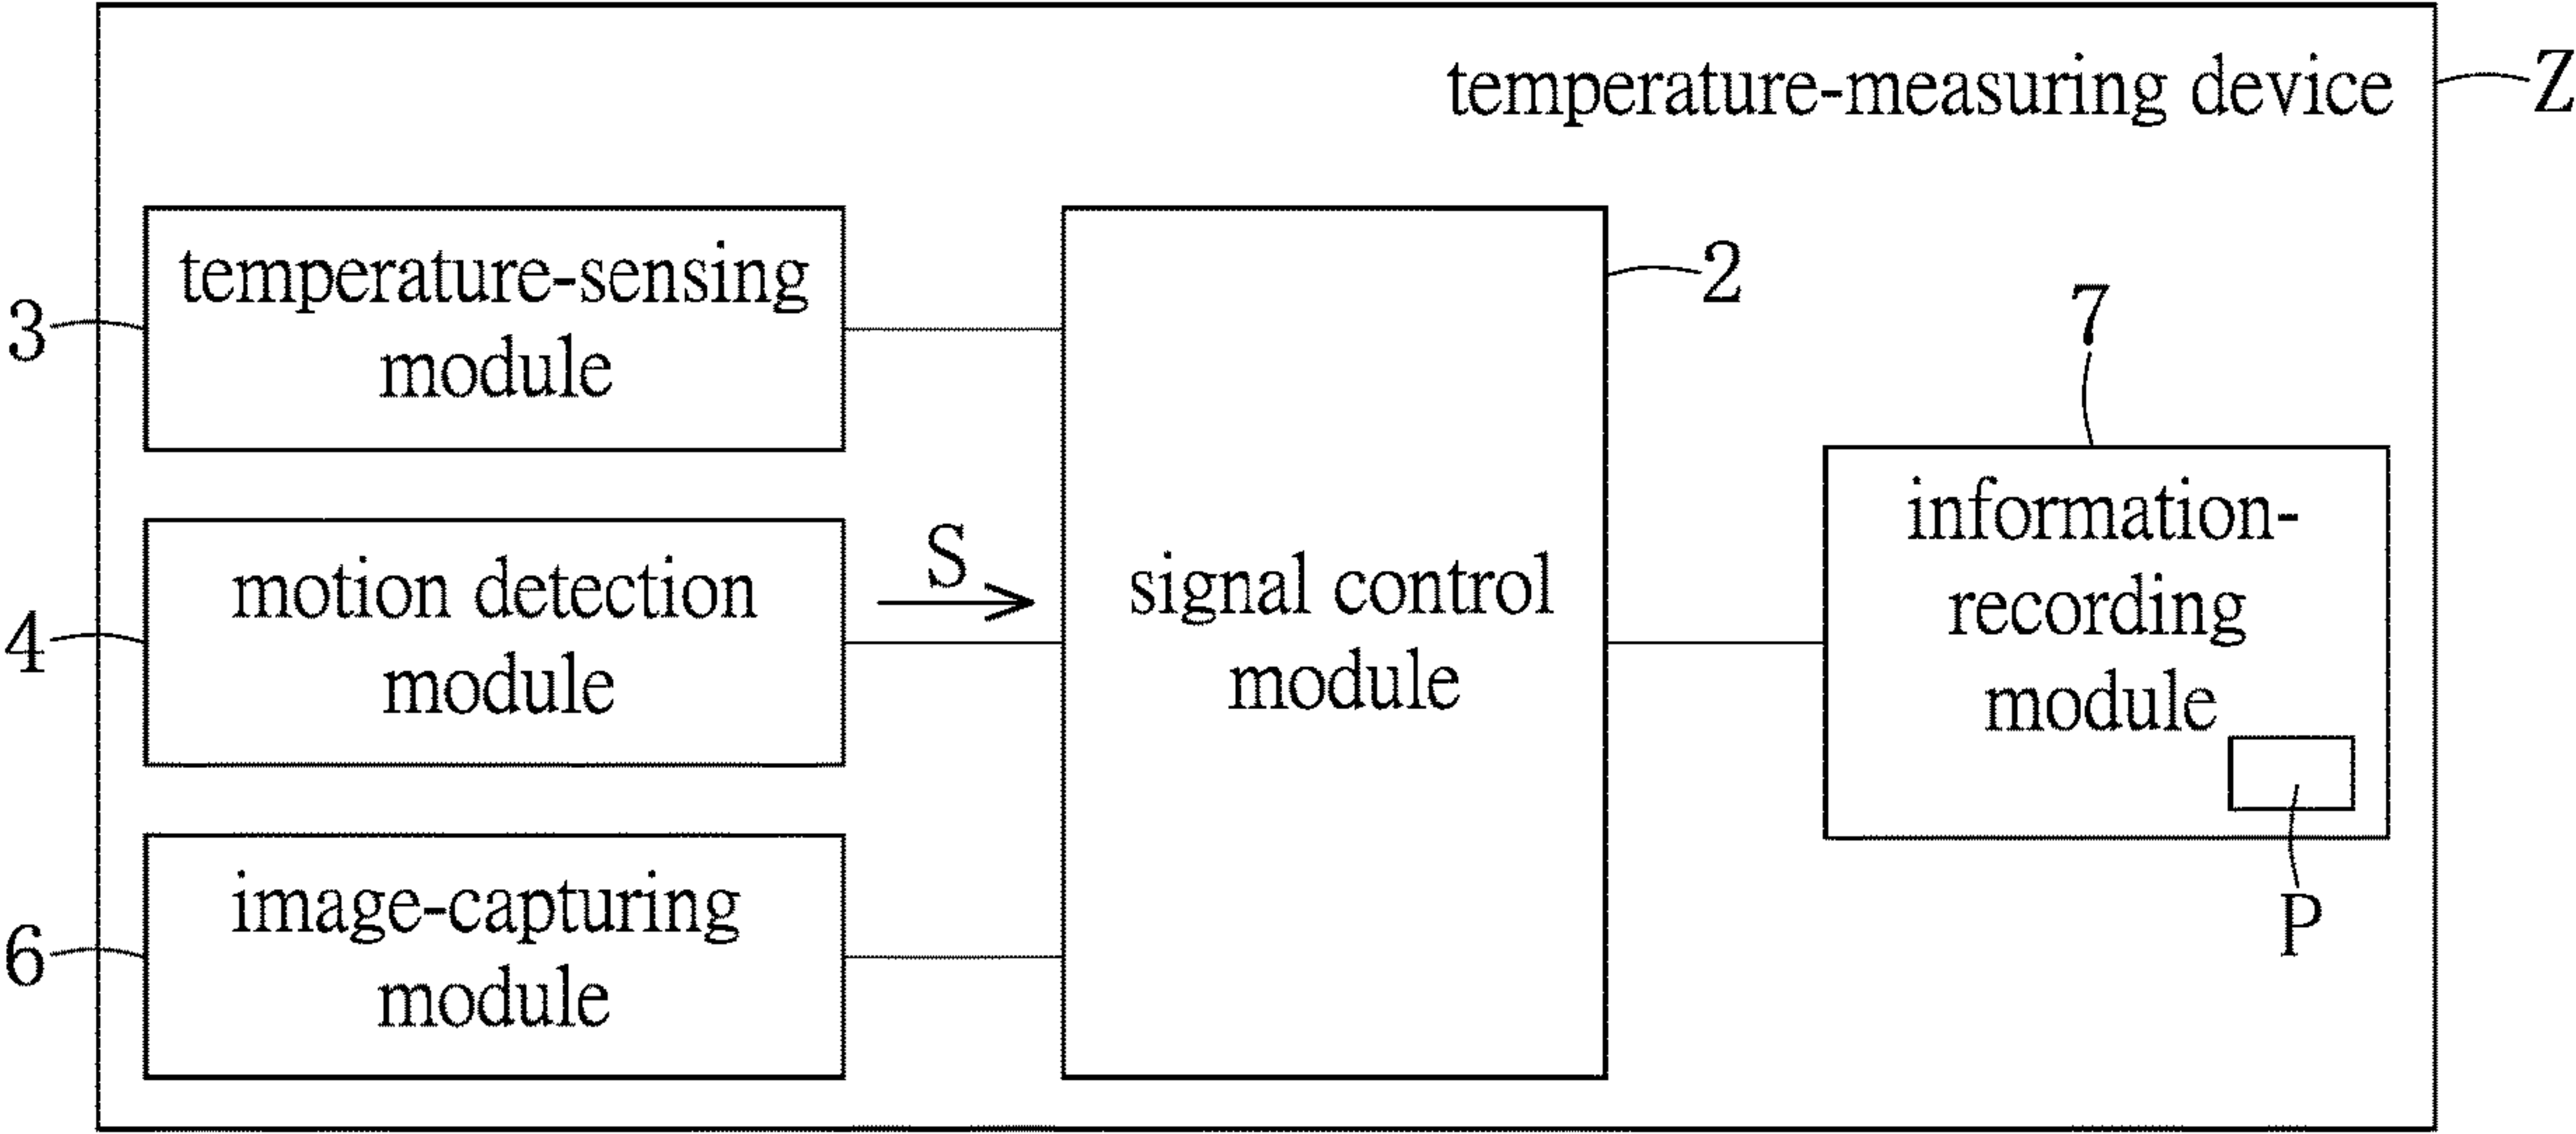 temperature-measuring device
Z
temperature-sensing
module
3
motion detection
module
4
image-capturing
module
6
S
signal control
module
2
7
information-
recording
module
P